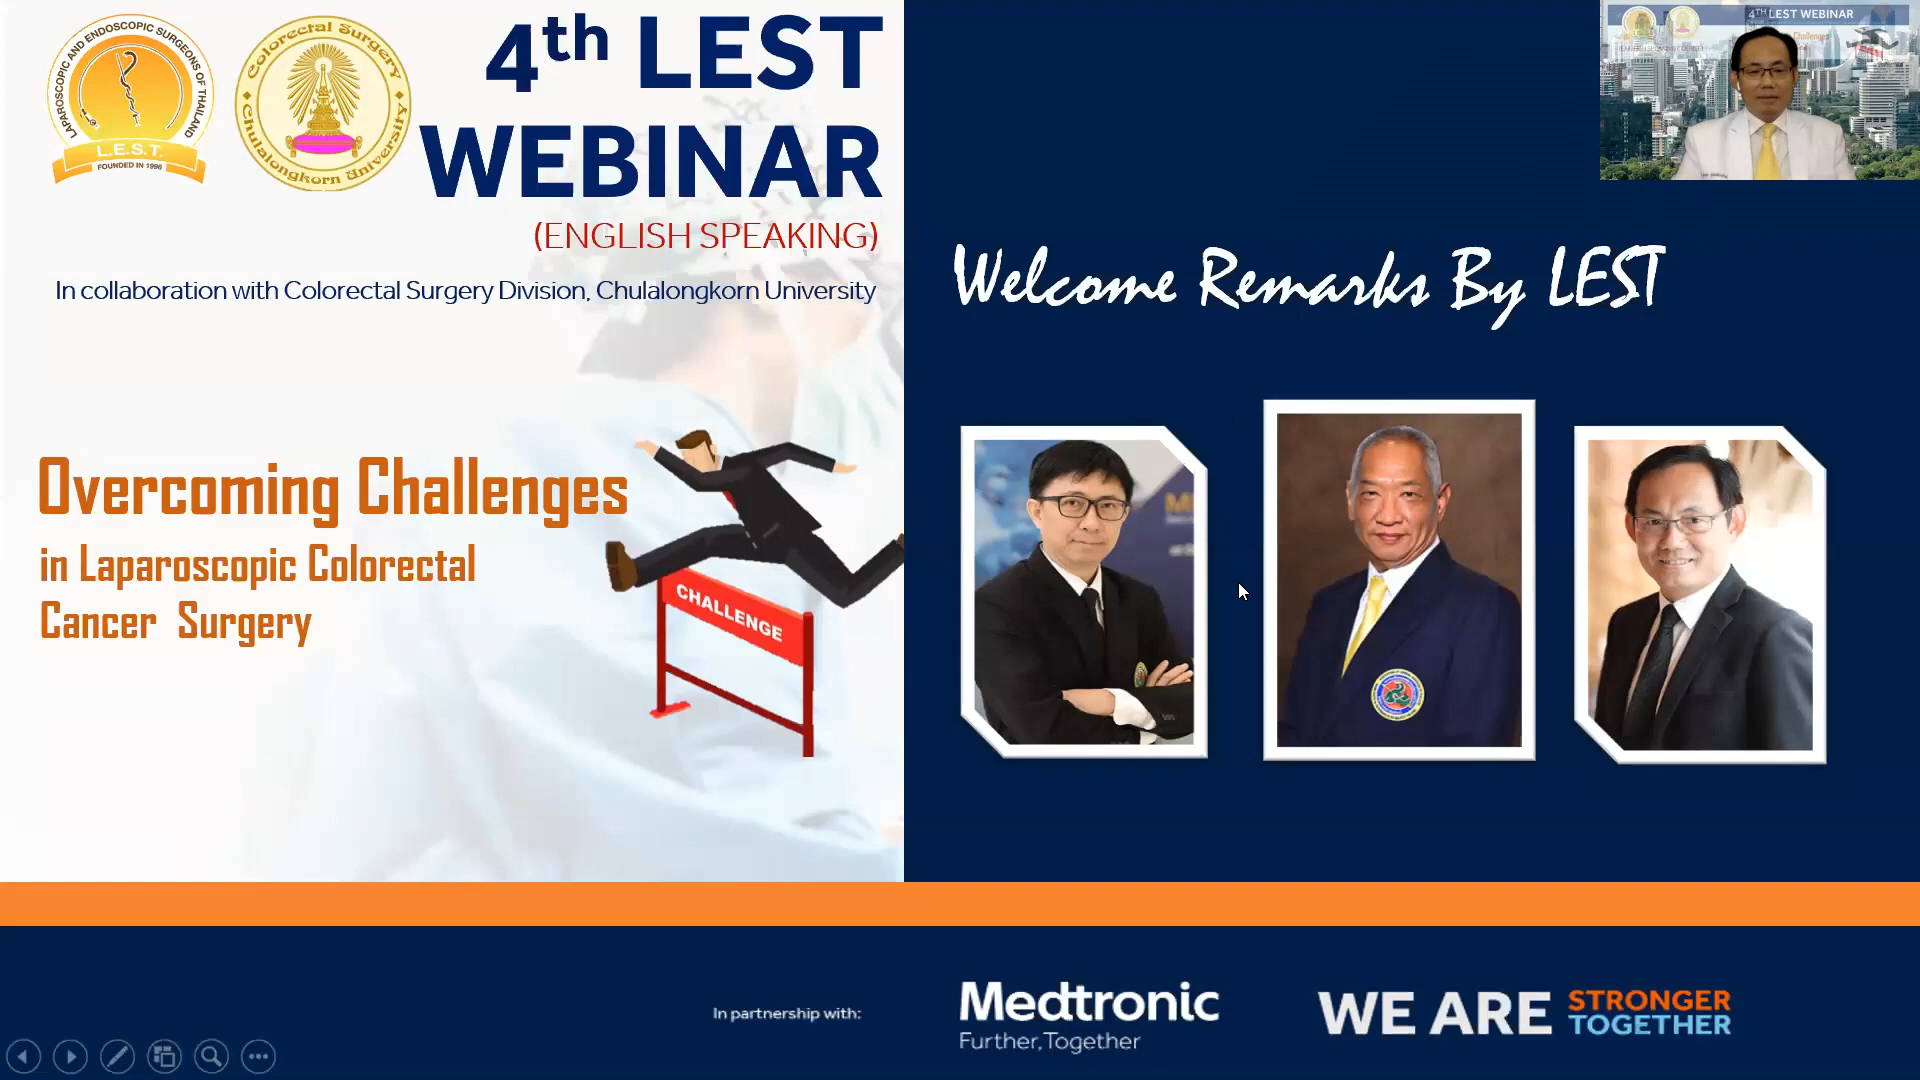 LAPAROSCOPIC AND ENDOSCOPIC SURGEONS OF THAILAND
L.E.S.T.
FOUNDED IN 1996
Colorectal Surgery
Chulalongkorn University
4th LEST
WEBINAR
(ENGLISH SPEAKING)
In collaboration with Colorectal Surgery Division, Chulalongkorn University
Overcoming Challenges
in Laparoscopic Colorectal
Cancer Surgery
CHALLENGE
4TH LEST WEBINAR
Challenges
Welcome Remarks By LEST
In partnership with:
Medtronic
Further, Together
WE ARE STRONGER
TOGETHER